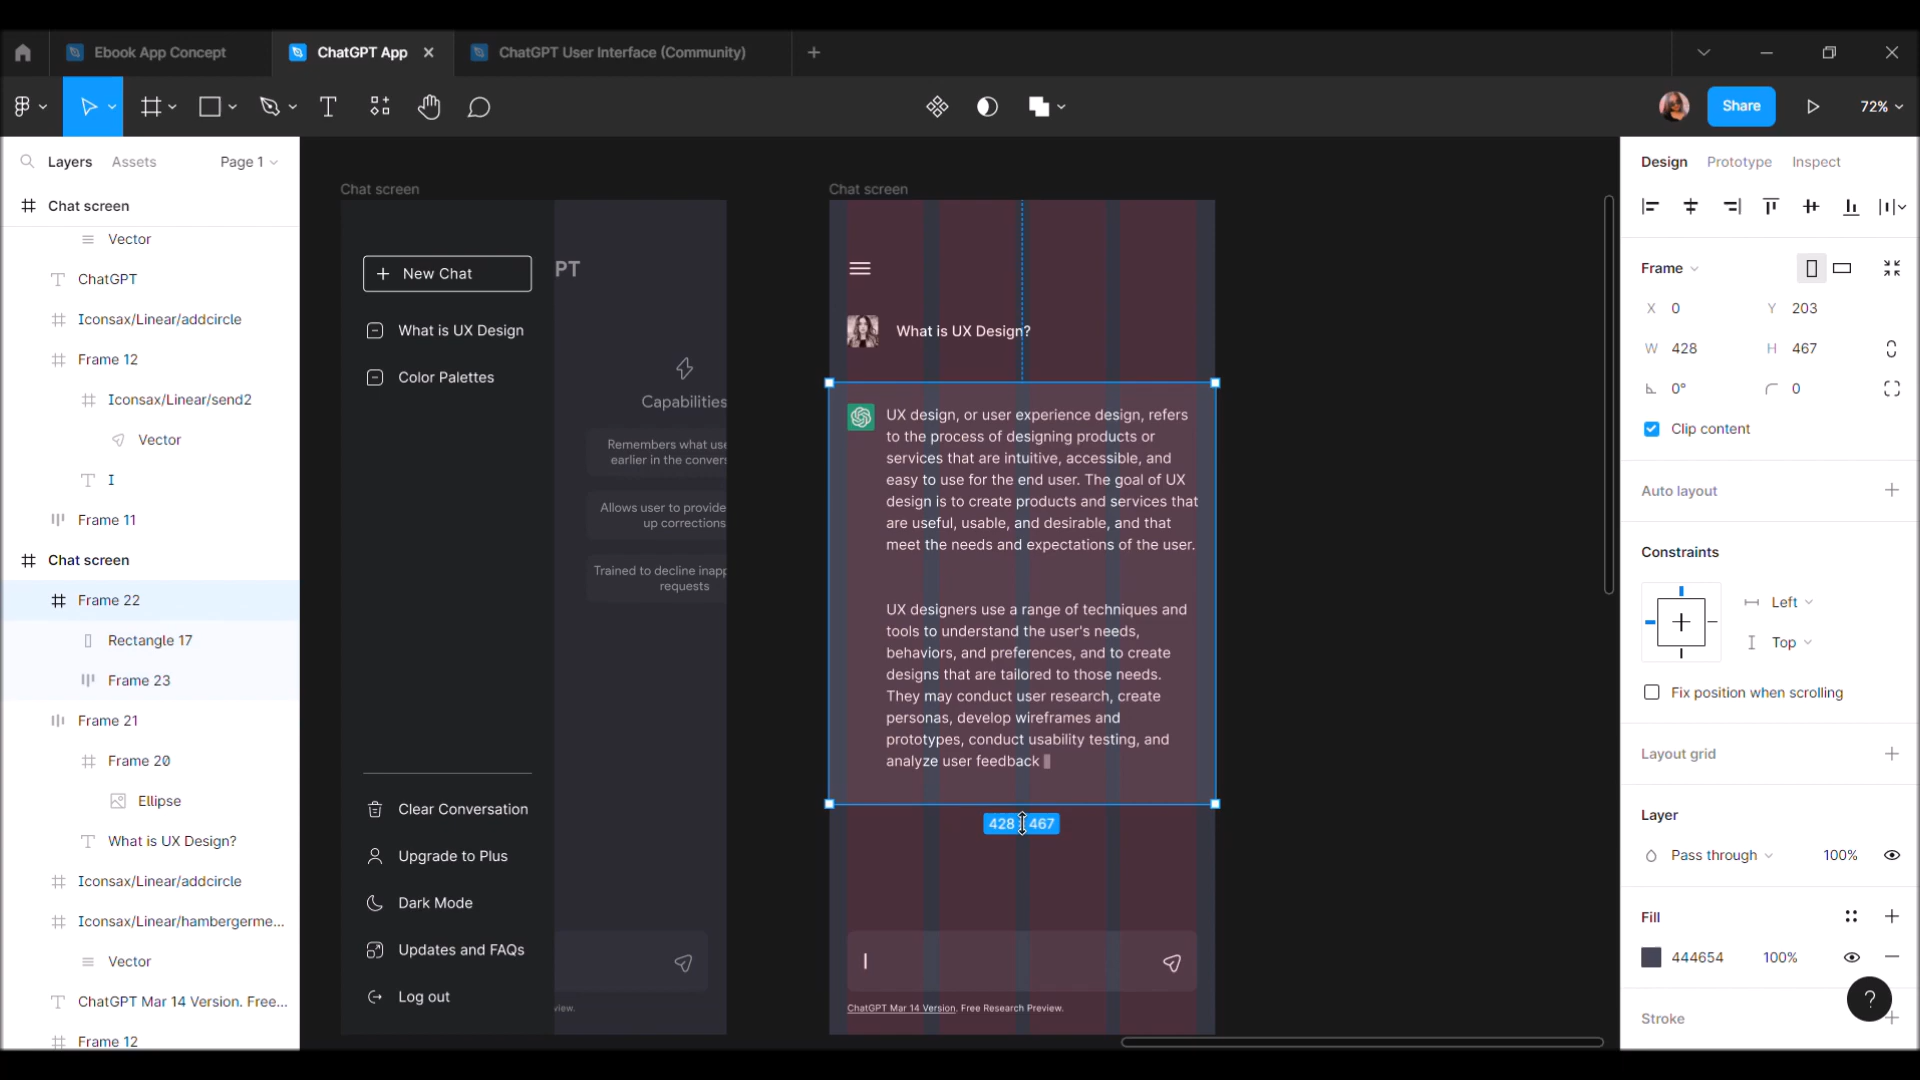 Ebook App Concept
ChatGPT App
ChatGPT User Interface (Community)
Share
72%
Layers
Assets
Page 1
Chat screen
Vector
ChatGPT
Iconsax/Linear/addcircle
Frame 12
Iconsax/Linear/send2
Vector
I
Frame 11
Chat screen
Frame 22
Rectangle 17
Frame 23
Frame 21
Frame 20
Ellipse
What is UX Design?
Iconsax/Linear/addcircle
Iconsax/Linear/hambergerme...
Vector
ChatGPT Mar 14 Version. Free...
Frame 12
Chat screen
New Chat
PT
What is UX Design
Color Palettes
Capabilities
Remembers what use
earlier in the convers
Allows user to provide
up corrections
Trained to decline inapp
requests
Clear Conversation
Upgrade to Plus
Dark Mode
Updates and FAQs
Log out
iew.
Chat screen
What is UX Design?
UX design, or user experience design, refers
to the process of designing products or
services that are intuitive, accessible, and
easy to use for the end user. The goal of UX
design is to create products and services that
are useful, usable, and desirable, and that
meet the needs and expectations of the user.
UX designers use a range of techniques and
tools to understand the user's needs,
behaviors, and preferences, and to create
designs that are tailored to those needs.
They may conduct user research, create
personas, develop wireframes and
prototypes, conduct usability testing, and
analyze user feedback
428 467
ChatGPT Mar 14 Version. Free Research Preview.
Design
Prototype
Inspect
Frame
X 0
Y 203
W 428
H 467
0°
0
Clip content
Auto layout
Constraints
Left
Top
Fix position when scrolling
Layout grid
Layer
Pass through
100%
Fill
444654
100%
?
Stroke